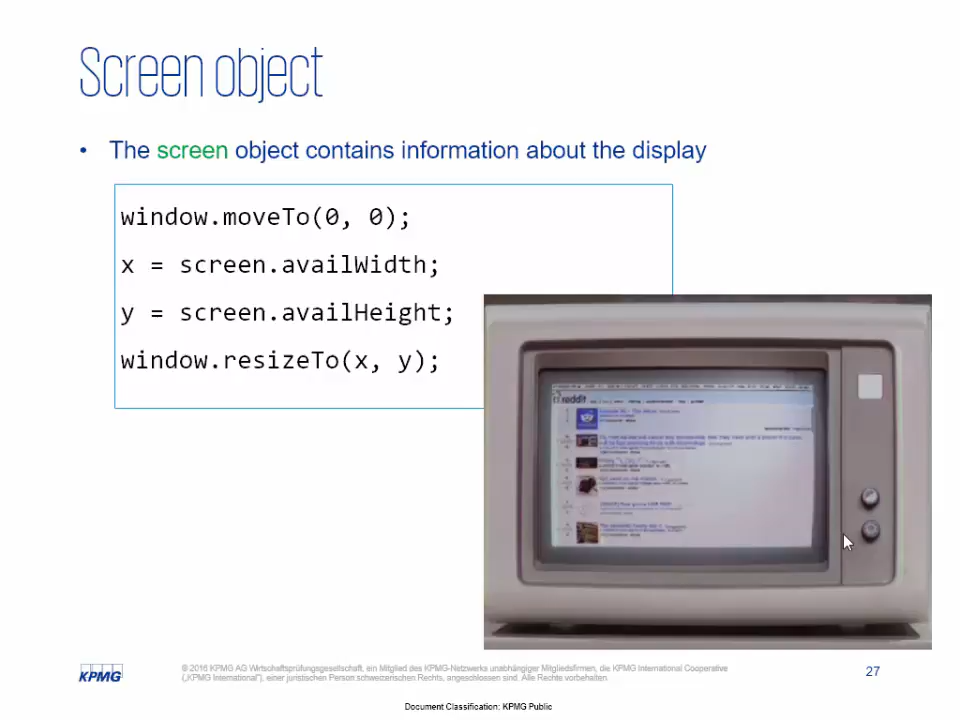 Screen object
• The screen object contains information about the display
window.moveTo(0, 0);
x = screen.availWidth;
y = screen.availHeight;
window.resizeTo(x, y);
reddit
KPMG
© 2016 KPMG AG Wirtschaftsprüfungsgesellschaft, ein Mitglied des KPMG-Netzwerks unabhängiger Mitgliedsfirmen, die KPMG International Cooperative
(„KPMG International“), einer juristischen Person schweizerischen Rechts, angeschlossen sind. Alle Rechte vorbehalten.
27
Document Classification: KPMG Public